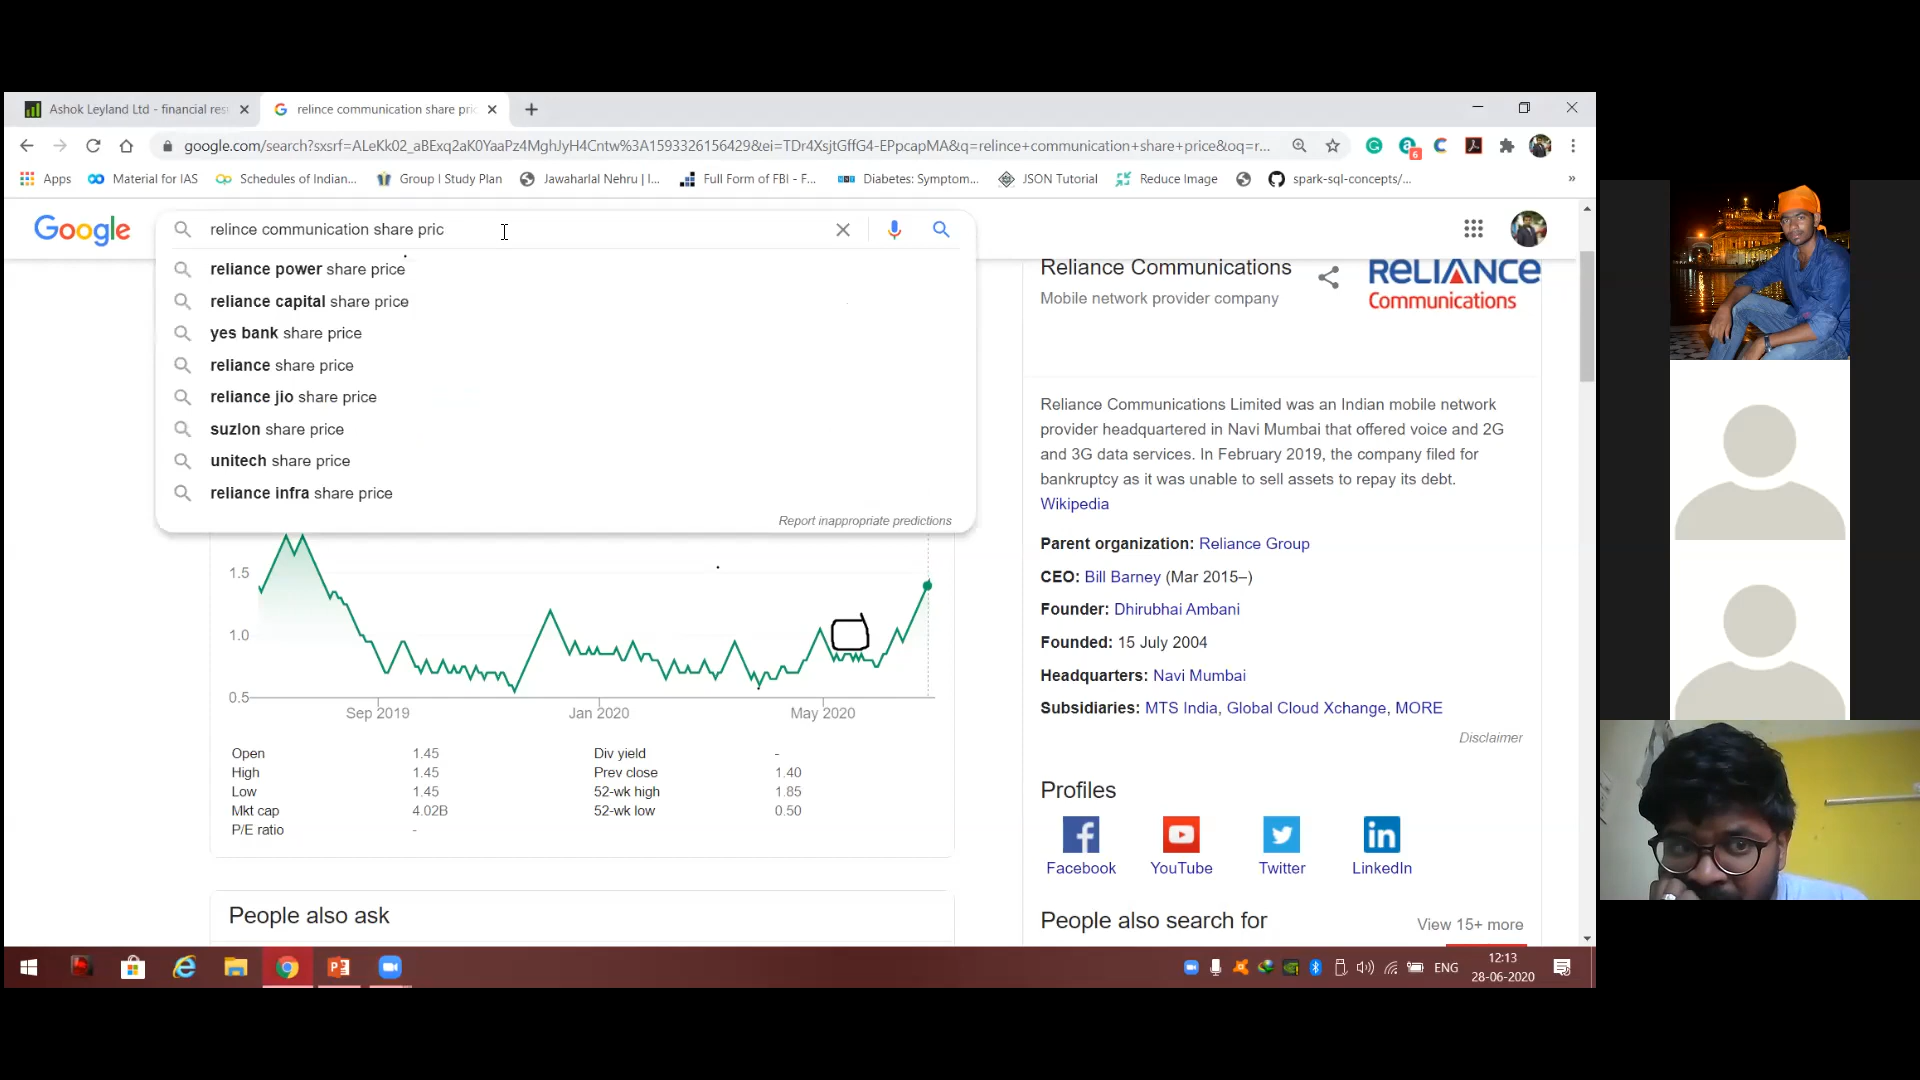 Ashok Leyland Ltd - financial res
relince communication share pric
google.com/search?sxsrf=ALeKk02_aBExq2aK0YaaPz4MghJyH4Cntw%3A1593326156429&ei=TDr4XsjtGffG4-EPpcapMA&q=relince+communication+share+price&oq=r...
6
Apps
Material for IAS
Schedules of Indian...
Group I Study Plan
Jawaharlal Nehru | I...
Full Form of FBI - F...
Diabetes: Symptom...
JSON Tutorial
Reduce Image
spark-sql-concepts/...
»
Google
relince communication share pric
reliance power share price
reliance capital share price
yes bank share price
reliance share price
reliance jio share price
suzlon share price
unitech share price
reliance infra share price
Report inappropriate predictions
1.5
1.0
0.5
Sep 2019
Jan 2020
May 2020
Open 1.45
High 1.45
Low 1.45
Mkt cap 4.02B
P/E ratio -
Div yield -
Prev close 1.40
52-wk high 1.85
52-wk low 0.50
People also ask
Reliance Communications
Mobile network provider company
RELIANCE
Communications
Reliance Communications Limited was an Indian mobile network
provider headquartered in Navi Mumbai that offered voice and 2G
and 3G data services. In February 2019, the company filed for
bankruptcy as it was unable to sell assets to repay its debt.
Wikipedia
Parent organization: Reliance Group
CEO: Bill Barney (Mar 2015–)
Founder: Dhirubhai Ambani
Founded: 15 July 2004
Headquarters: Navi Mumbai
Subsidiaries: MTS India, Global Cloud Xchange, MORE
Disclaimer
Profiles
Facebook
YouTube
Twitter
LinkedIn
People also search for
View 15+ more
ENG
12:13
28-06-2020